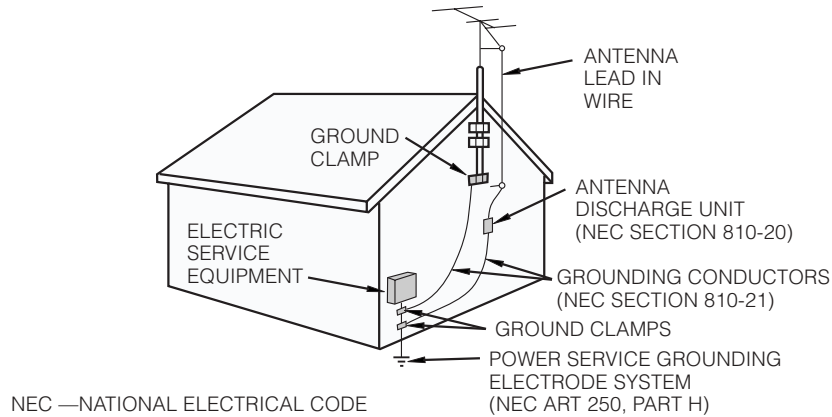 ANTENNA
LEAD IN
WIRE
GROUND
CLAMP
ANTENNA
DISCHARGE UNIT
(NEC SECTION 810-20)
ELECTRIC
SERVICE
EQUIPMENT
GROUNDING CONDUCTORS
(NEC SECTION 810-21)
GROUND CLAMPS
POWER SERVICE GROUNDING
ELECTRODE SYSTEM
(NEC ART 250, PART H)
NEC —NATIONAL ELECTRICAL CODE